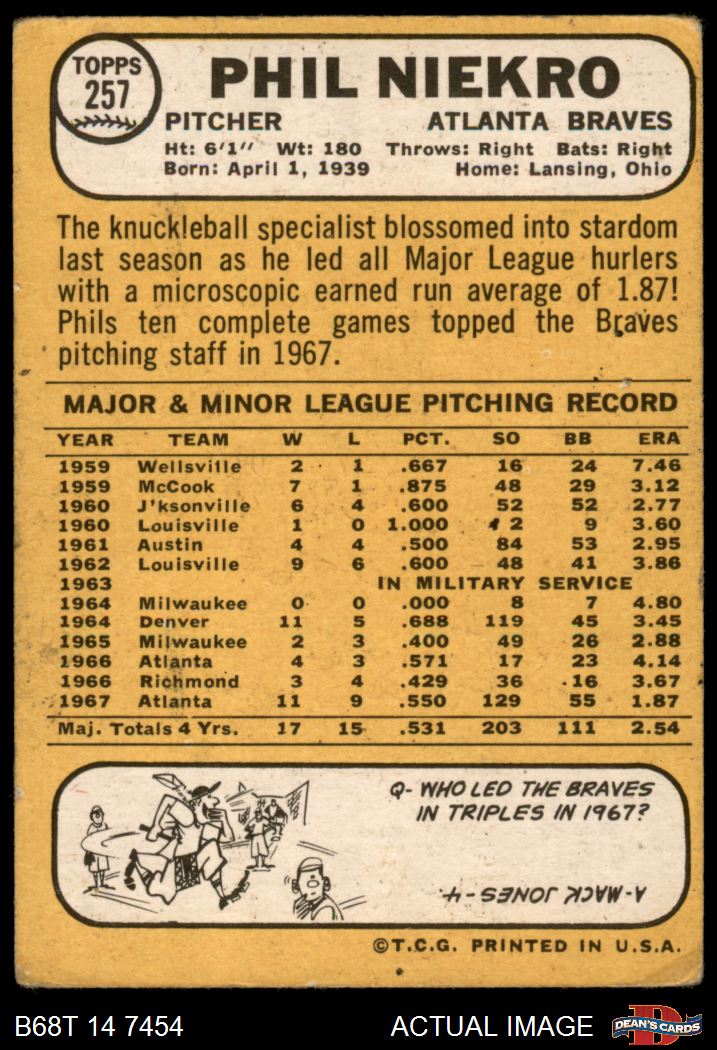 TOPPS
257
PHIL NIEKRO
PITCHER ATLANTA BRAVES
Ht: 6'1" Wt: 180 Throws: Right Bats: Right
Born: April 1, 1939 Home: Lansing, Ohio
The knuckleball specialist blossomed into stardom
last season as he led all Major League hurlers
with a microscopic earned run average of 1.87!
Phils ten complete games topped the Braves
pitching staff in 1967.
MAJOR & MINOR LEAGUE PITCHING RECORD
YEAR TEAM W L PCT. SO BB ERA
1959 Wellsville 2 1 .667 16 24 7.46
1959 McCook 7 1 .875 48 29 3.12
1960 J'ksonville 6 4 .600 52 52 2.77
1960 Louisville 1 0 1.000 2 9 3.60
1961 Austin 4 4 .500 84 53 2.95
1962 Louisville 9 6 .600 48 41 3.86
1963 IN MILITARY SERVICE
1964 Milwaukee 0 0 .000 8 7 4.80
1964 Denver 11 5 .688 119 45 3.45
1965 Milwaukee 2 3 .400 49 26 2.88
1966 Atlanta 4 3 .571 17 23 4.14
1966 Richmond 3 4 .429 36 16 3.67
1967 Atlanta 11 9 .550 129 55 1.87
Maj. Totals 4 Yrs. 17 15 .531 203 111 2.54
Q- WHO LED THE BRAVES
IN TRIPLES IN 1967?
A- MACK JONES-4
©T.C.G. PRINTED IN U.S.A.
B68T 14 7454 ACTUAL IMAGE DEAN'S CARDS